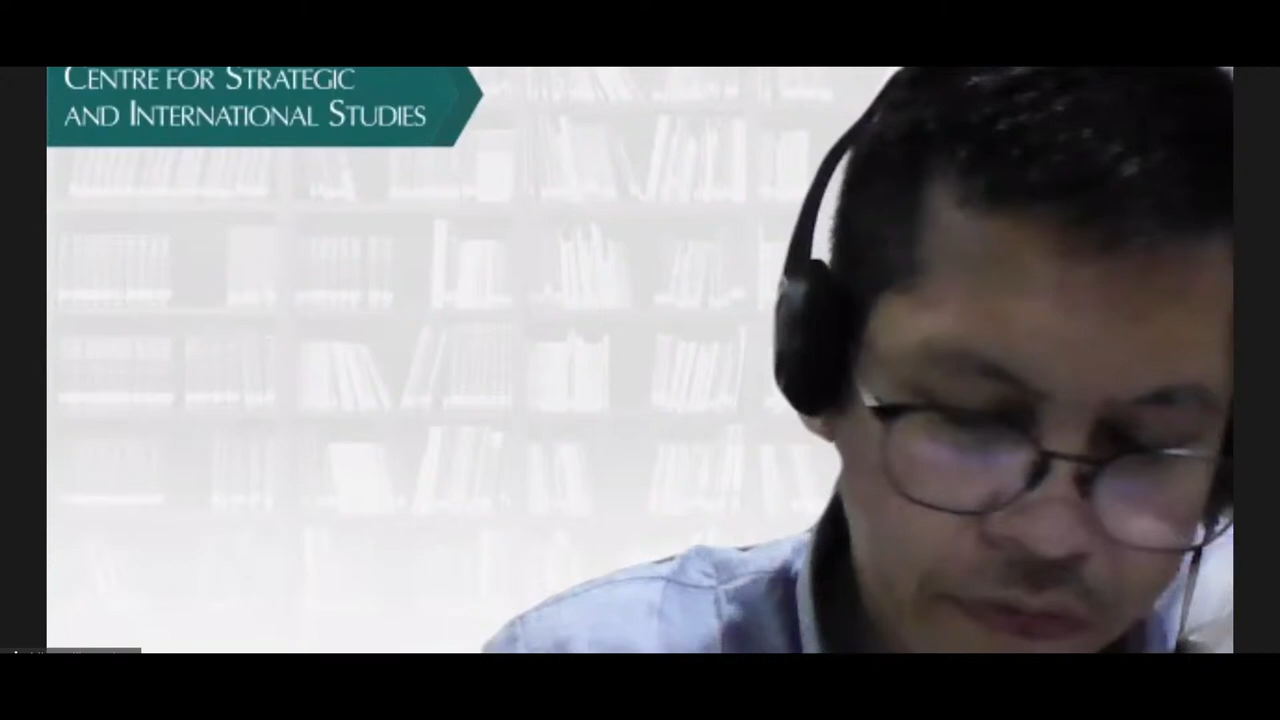 CENTRE FOR STRATEGIC
AND INTERNATIONAL STUDIES